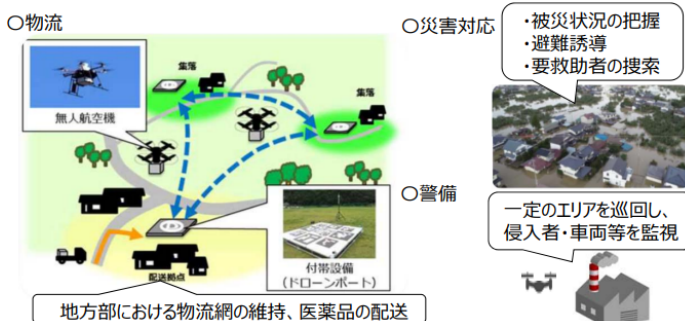 〇物流
集落
無人航空機
集落
配送拠点
付帯設備
（ドローンポート）
地方部における物流網の維持、医薬品の配送
〇災害対応
・被災状況の把握
・避難誘導
・要救助者の捜索
〇警備
一定のエリアを巡回し、
侵入者・車両等を監視